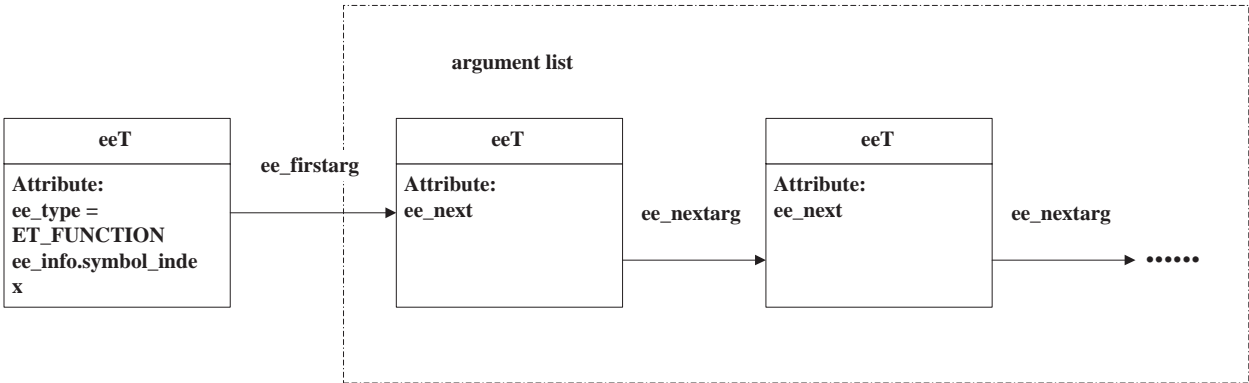 argument list
eeT
Attribute:
ee_type =
ET_FUNCTION
ee_info.symbol_inde
x
ee_firstarg
eeT
Attribute:
ee_next
ee_nextarg
eeT
Attribute:
ee_next
ee_nextarg
••••••